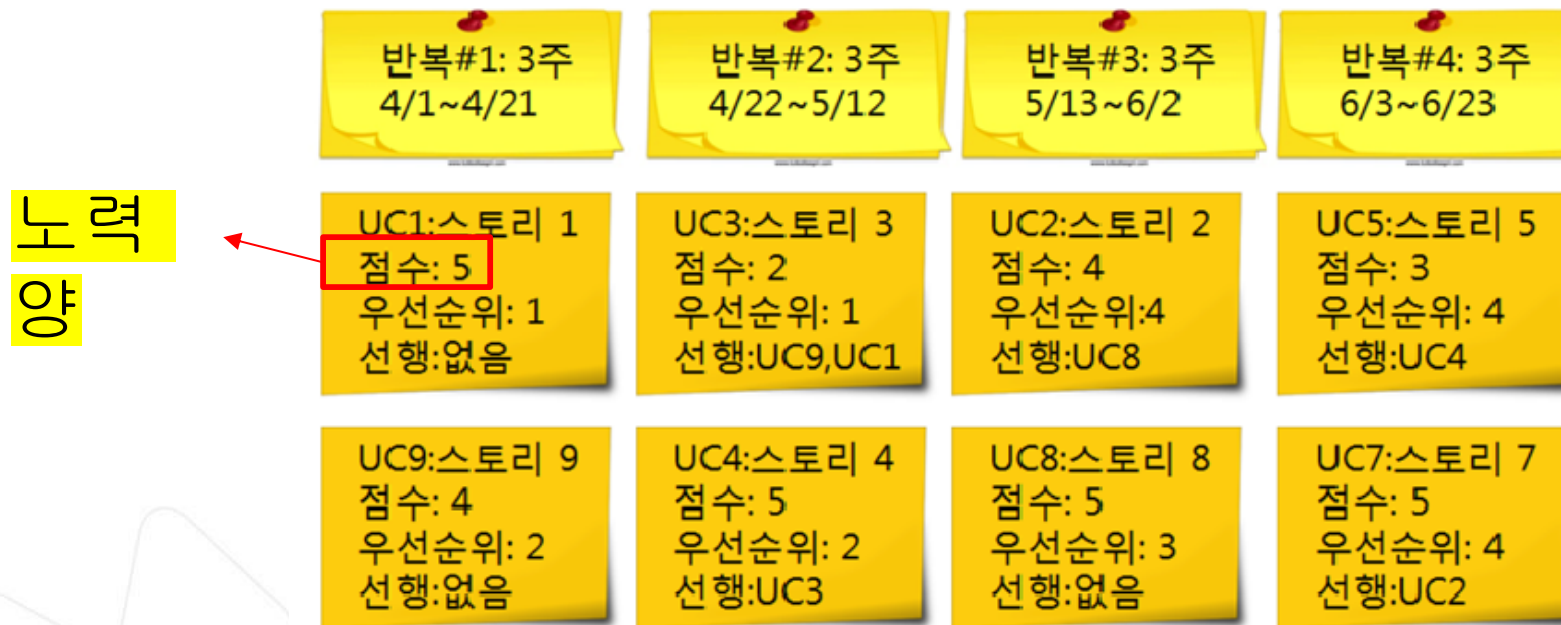 반복#1: 3주
4/1~4/21
반복#2: 3주
4/22~5/12
반복#3: 3주
5/13~6/2
반복#4: 3주
6/3~6/23
노력
양
UC1:스토리 1
점수: 5
우선순위: 1
선행:없음
UC3:스토리 3
점수: 2
우선순위: 1
선행:UC9,UC1
UC2:스토리 2
점수: 4
우선순위:4
선행:UC8
UC5:스토리 5
점수: 3
우선순위: 4
선행:UC4
UC9:스토리 9
점수: 4
우선순위: 2
선행:없음
UC4:스토리 4
점수: 5
우선순위: 2
선행:UC3
UC8:스토리 8
점수: 5
우선순위: 3
선행:없음
UC7:스토리 7
점수: 5
우선순위: 4
선행:UC2